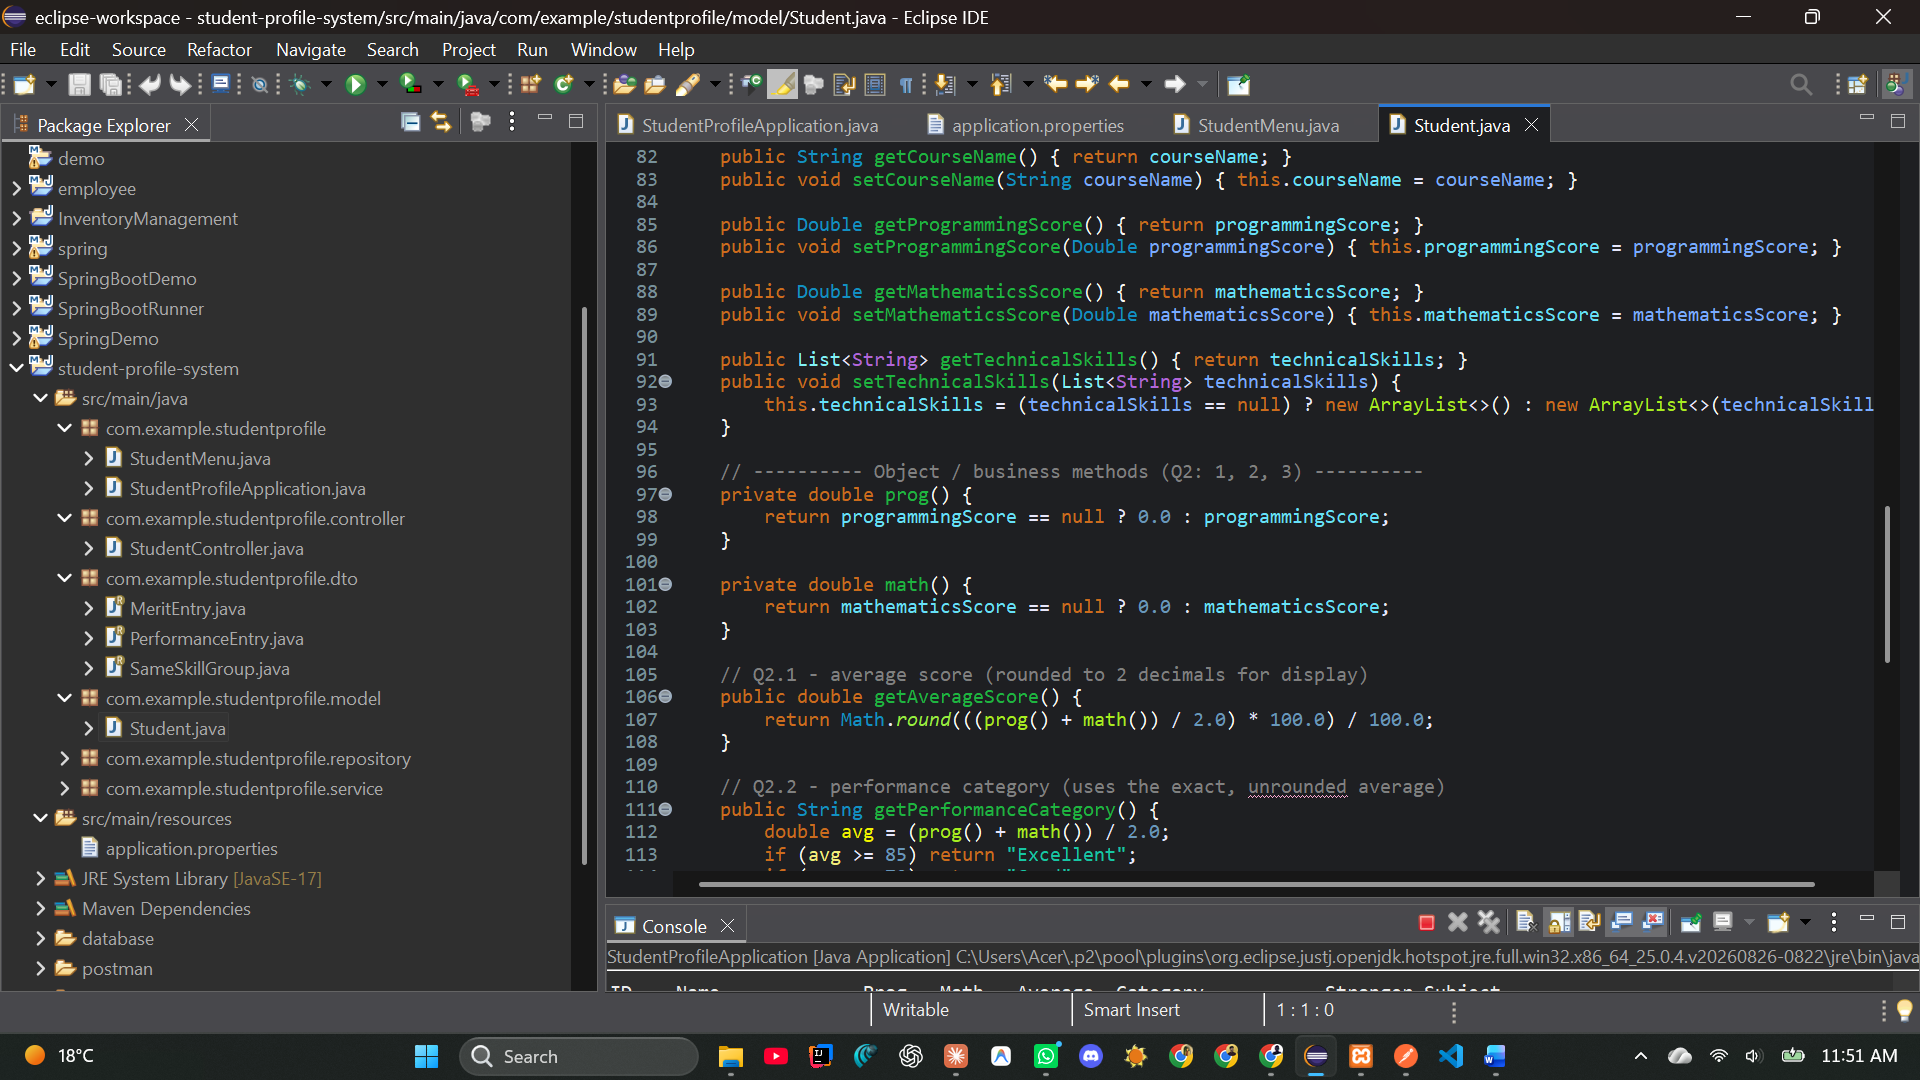 eclipse-workspace - student-profile-system/src/main/java/com/example/studentprofile/model/Student.java - Eclipse IDE
File Edit Source Refactor Navigate Search Project Run Window Help
Package Explorer
demo
employee
InventoryManagement
spring
SpringBootDemo
SpringBootRunner
SpringDemo
student-profile-system
src/main/java
com.example.studentprofile
StudentMenu.java
StudentProfileApplication.java
com.example.studentprofile.controller
StudentController.java
com.example.studentprofile.dto
MeritEntry.java
PerformanceEntry.java
SameSkillGroup.java
com.example.studentprofile.model
Student.java
com.example.studentprofile.repository
com.example.studentprofile.service
src/main/resources
application.properties
JRE System Library [JavaSE-17]
Maven Dependencies
database
postman
StudentProfileApplication.java application.properties StudentMenu.java Student.java
82 public String getCourseName() { return courseName; }
83 public void setCourseName(String courseName) { this.courseName = courseName; }
84
85 public Double getProgrammingScore() { return programmingScore; }
86 public void setProgrammingScore(Double programmingScore) { this.programmingScore = programmingScore; }
87
88 public Double getMathematicsScore() { return mathematicsScore; }
89 public void setMathematicsScore(Double mathematicsScore) { this.mathematicsScore = mathematicsScore; }
90
91 public List<String> getTechnicalSkills() { return technicalSkills; }
92 public void setTechnicalSkills(List<String> technicalSkills) {
93 this.technicalSkills = (technicalSkills == null) ? new ArrayList<>() : new ArrayList<>(technicalSkill
94 }
95
96 // ---------- Object / business methods (Q2: 1, 2, 3) ----------
97 private double prog() {
98 return programmingScore == null ? 0.0 : programmingScore;
99 }
100
101 private double math() {
102 return mathematicsScore == null ? 0.0 : mathematicsScore;
103 }
104
105 // Q2.1 - average score (rounded to 2 decimals for display)
106 public double getAverageScore() {
107 return Math.round(((prog() + math()) / 2.0) * 100.0) / 100.0;
108 }
109
110 // Q2.2 - performance category (uses the exact, unrounded average)
111 public String getPerformanceCategory() {
112 double avg = (prog() + math()) / 2.0;
113 if (avg >= 85) return "Excellent";
Console
StudentProfileApplication [Java Application] C:\Users\Acer\.p2\pool\plugins\org.eclipse.justj.openjdk.hotspot.jre.full.win32.x86_64_25.0.4.v20260826-0822\jre\bin\java
ID Name Prog Math Average Category Stronger Subject
Writable Smart Insert 1 : 1 : 0
18°C Search 11:51 AM